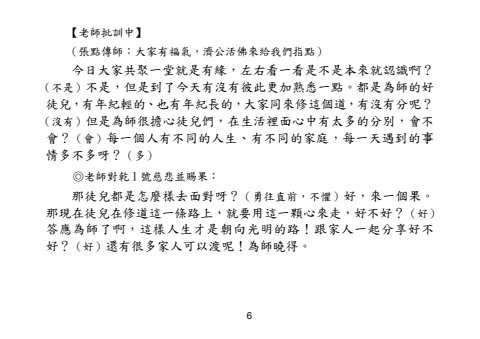 【老師批訓中】
（張點傳師：大家有福氣，濟公活佛來給我們指點）
今日大家共聚一堂就是有緣，左右看一看是不是本來就認識啊？
（不是）不是，但是到了今天有沒有彼此更加熟悉一點。都是為師的好
徒兒，有年紀輕的、也有年紀長的，大家同來修這個道，有沒有分呢？
（沒有）但是為師很擔心徒兒們，在生活裡面心中有太多的分別，會不
會？（會）每一個人有不同的人生、有不同的家庭，每一天遇到的事
情多不多呀？（多）
◎老師對乾1號慈悲並賜果：
那徒兒都是怎麼樣去面對呀？（勇往直前，不懼）好，來一個果。
那現在徒兒在修道這一條路上，就要用這一顆心來走，好不好？（好）
答應為師了啊，這樣人生才是朝向光明的路！跟家人一起分享好不
好？（好）還有很多家人可以渡呢！為師曉得。
6